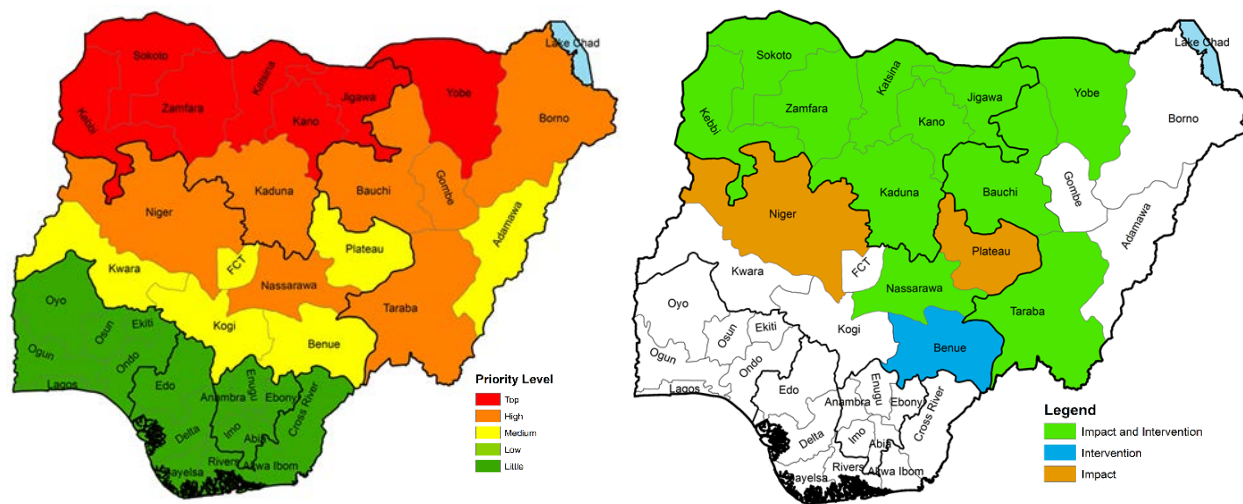 Lake Chad
Sokoto
Katsina
Jigawa
Yobe
Zamfara
Kano
Kebbi
Borno
Kaduna
Bauchi
Gombe
Niger
Adamawa
Plateau
FCT
Kwara
Nassarawa
Taraba
Oyo
Kogi
Osun
Ekiti
Benue
Ogun
Ondo
Lagos
Edo
Enugu
Anambra
Ebony
Cross River
Delta
Imo
Abia
Rivers
Akwa Ibom
ayelsa
Priority Level
Top
High
Medium
Low
Little
Lake Chad
Sokoto
Katsina
Jigawa
Yobe
Zamfara
Kano
Kebbi
Borno
Kaduna
Bauchi
Gombe
Niger
Adamawa
Plateau
FCT
Kwara
Nassarawa
Taraba
Oyo
Kogi
Osun
Ekiti
Benue
Ogun
Ondo
Lagos
Edo
Enugu
Anambra
Ebony
Cross River
Delta
Imo
Abia
Rivers
Akwa Ibom
ayelsa
Legend
Impact and Intervention
Intervention
Impact